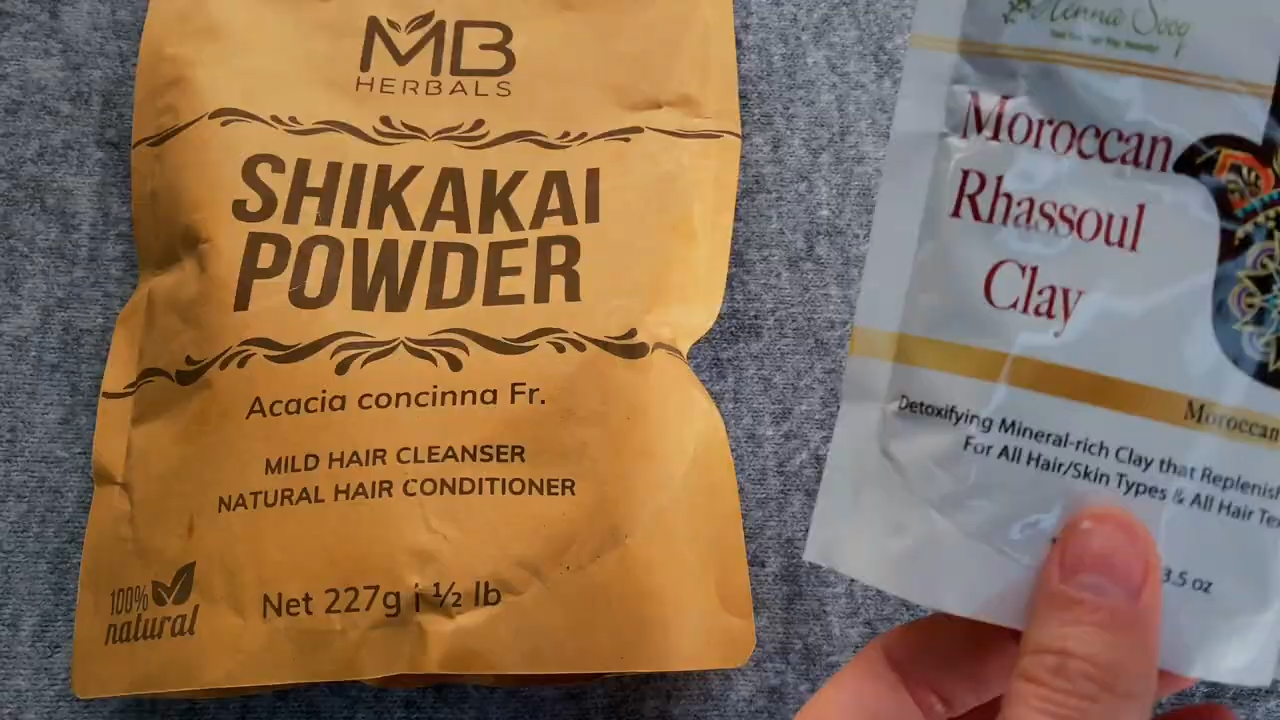 MB
HERBALS
SHIKAKAI
POWDER
Acacia concinna Fr.
MILD HAIR CLEANSER
NATURAL HAIR CONDITIONER
100%
natural
Net 227g i ½ lb
Henna Sooq
Moroccan
Rhassoul
Clay
Moroccan
Detoxifying Mineral-rich Clay that Replenish
For All Hair/Skin Types & All Hair Te
3.5 oz